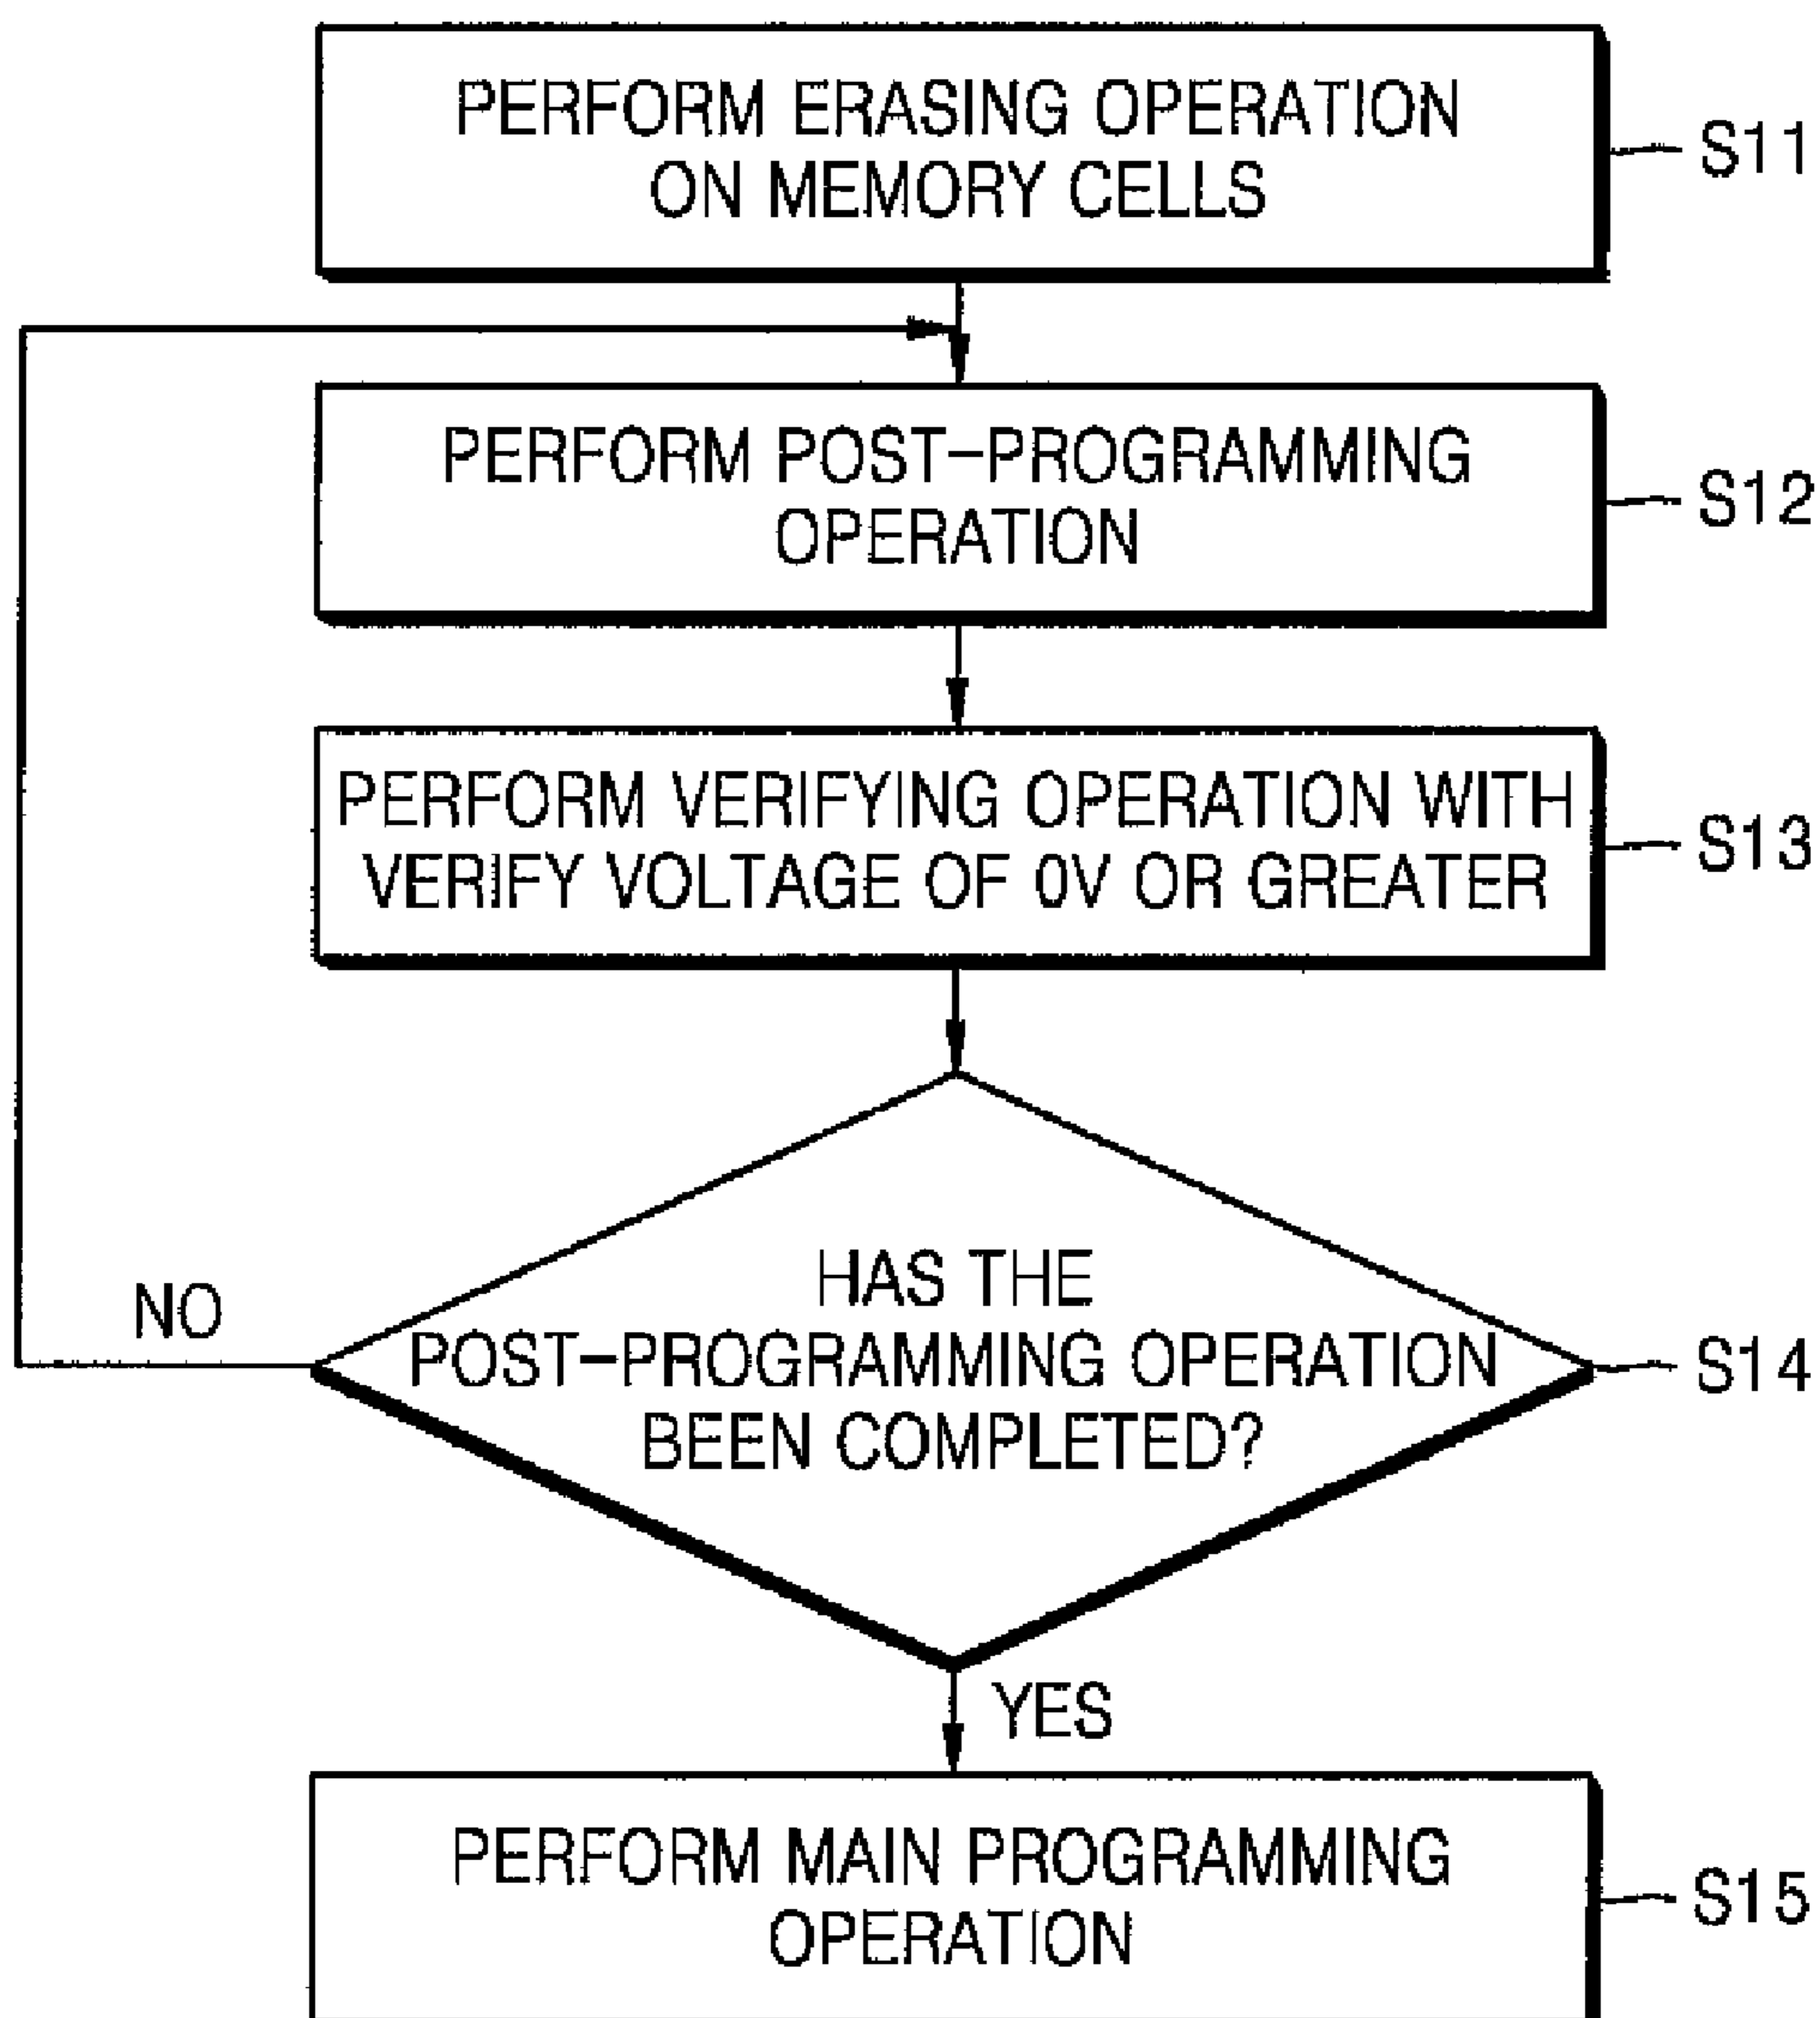 PERFORM ERASING OPERATION
ON MEMORY CELLS
S11
PERFORM POST-PROGRAMMING
OPERATION
S12
PERFORM VERIFYING OPERATION WITH
VERIFY VOLTAGE OF 0V OR GREATER
S13
HAS THE
POST-PROGRAMMING OPERATION
BEEN COMPLETED?
S14
NO
YES
PERFORM MAIN PROGRAMMING
OPERATION
S15